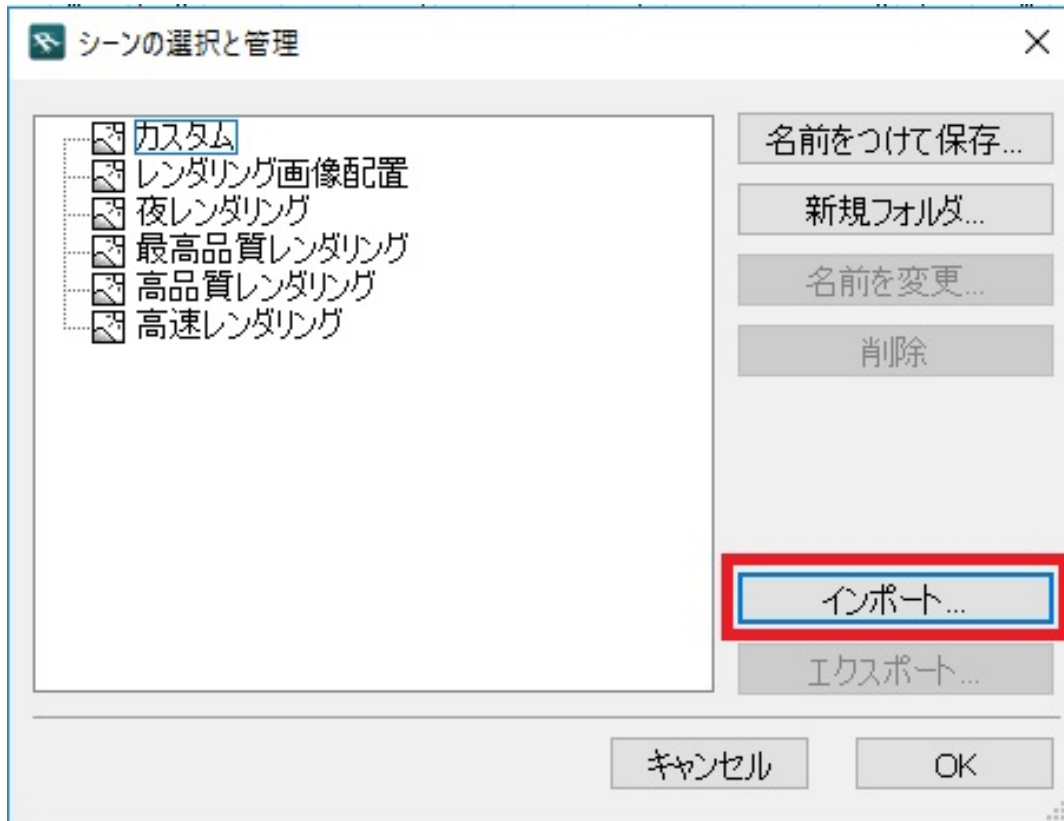 シーンの選択と管理
カスタム
レンダリング画像配置
夜レンダリング
最高品質レンダリング
高品質レンダリング
高速レンダリング
名前をつけて保存...
新規フォルダ...
名前を変更...
削除
インポート...
エクスポート...
キャンセル
OK